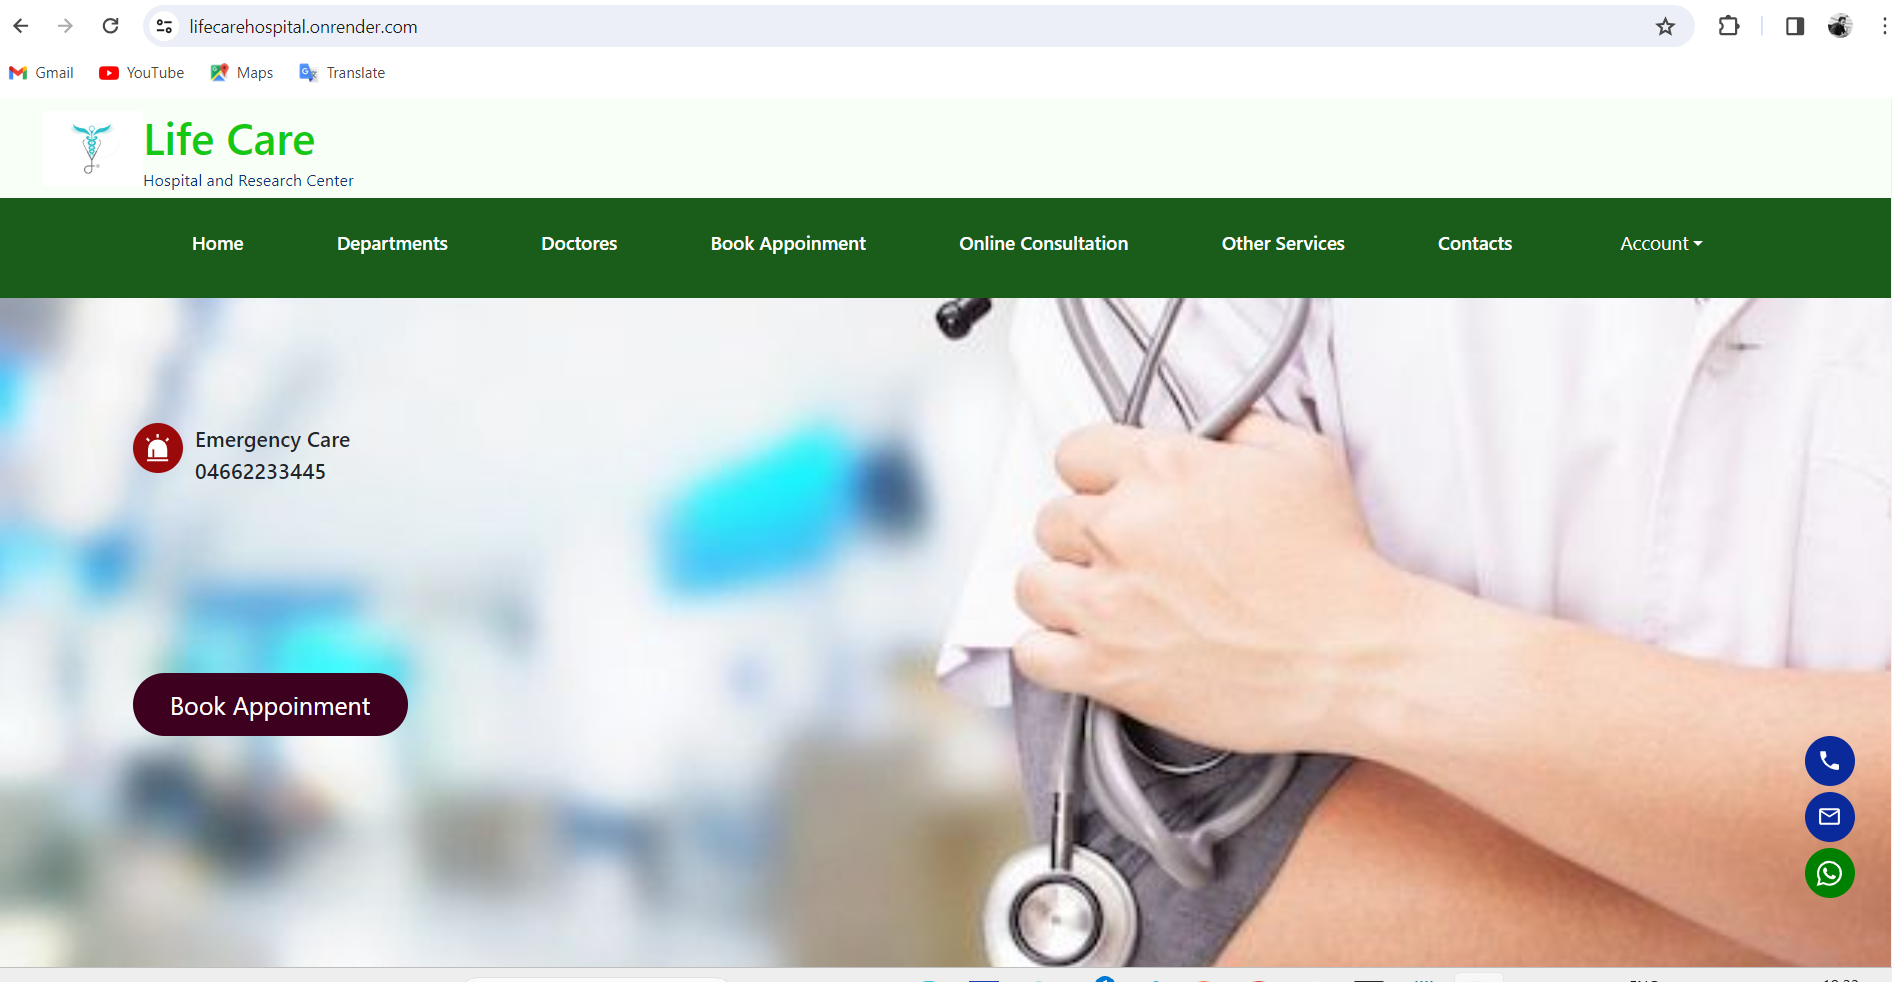 lifecarehospital.onrender.com
Gmail YouTube Maps Translate
Life Care
Hospital and Research Center
Home Departments Doctores Book Appoinment Online Consultation Other Services Contacts Account
Emergency Care
04662233445
Book Appoinment